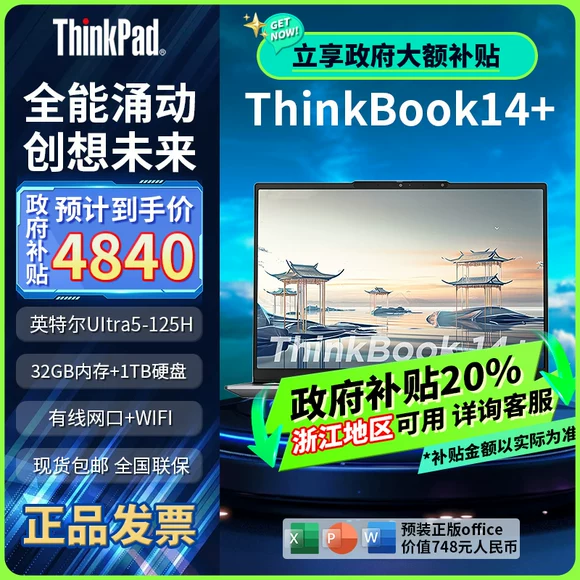 ThinkPad®
全能涌动
创想未来
政府补贴
预计到手价
4840
英特尔Ultra5-125H
32GB内存+1TB硬盘
有线网口+WIFI
现货包邮 全国联保
正品发票
GET NOW!
立享政府大额补贴
ThinkBook14+
ThinkBook 14+
政府补贴20%
浙江地区可用 详询客服
*补贴金额以实际为准
X P W
预装正版office
价值748元人民币